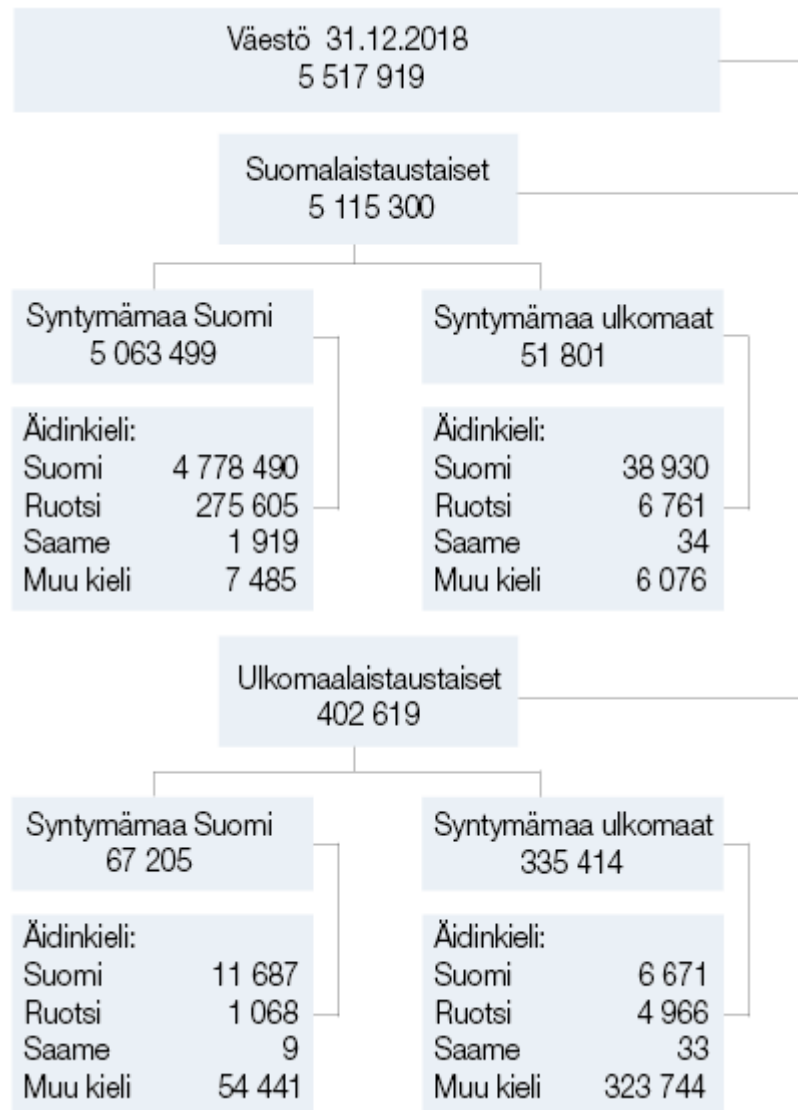 Väestö 31.12.2018
5 517 919
Suomalaistaustaiset
5 115 300
Syntymämaa Suomi
5 063 499
Äidinkieli:
Suomi 4 778 490
Ruotsi 275 605
Saame 1 919
Muu kieli 7 485
Syntymämaa ulkomaat
51 801
Äidinkieli:
Suomi 38 930
Ruotsi 6 761
Saame 34
Muu kieli 6 076
Ulkomaalaistaustaiset
402 619
Syntymämaa Suomi
67 205
Äidinkieli:
Suomi 11 687
Ruotsi 1 068
Saame 9
Muu kieli 54 441
Syntymämaa ulkomaat
335 414
Äidinkieli:
Suomi 6 671
Ruotsi 4 966
Saame 33
Muu kieli 323 744